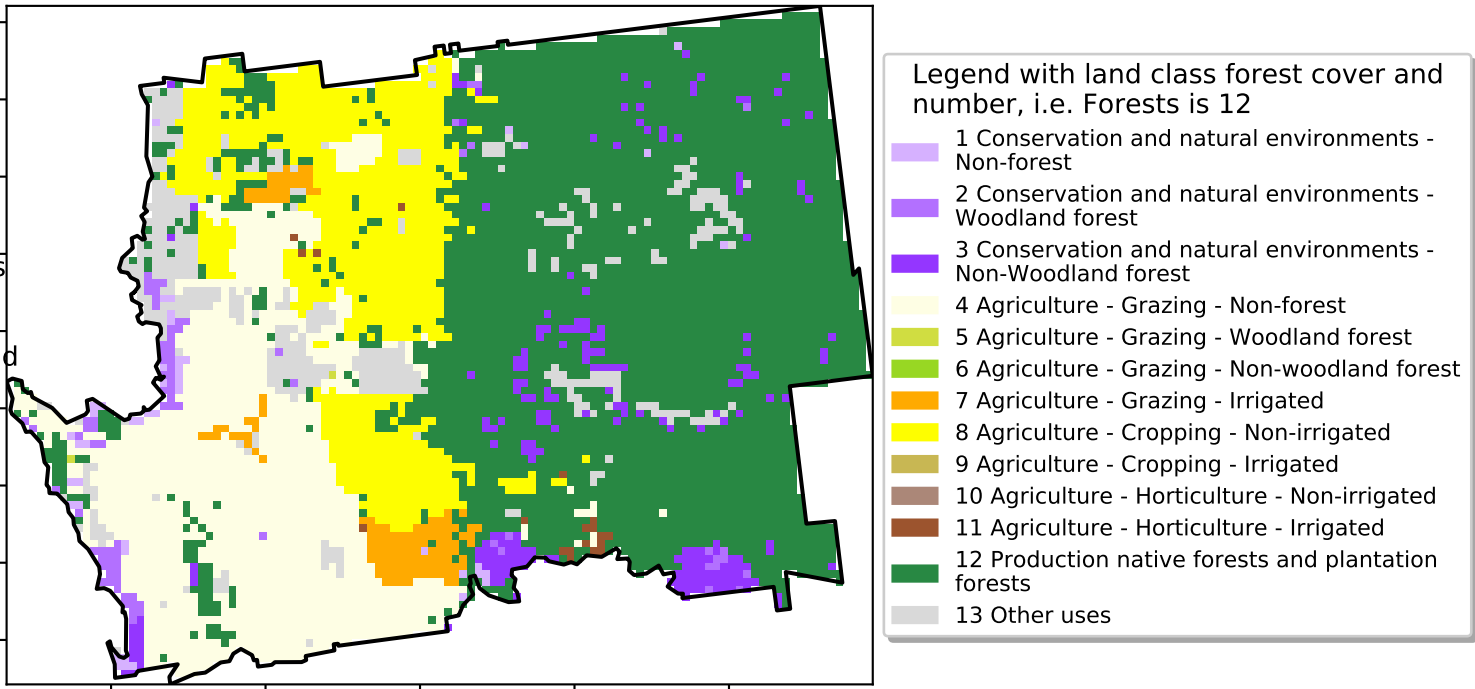 s
d
Legend with land class forest cover and
number, i.e. Forests is 12
1 Conservation and natural environments -
Non-forest
2 Conservation and natural environments -
Woodland forest
3 Conservation and natural environments -
Non-Woodland forest
4 Agriculture - Grazing - Non-forest
5 Agriculture - Grazing - Woodland forest
6 Agriculture - Grazing - Non-woodland forest
7 Agriculture - Grazing - Irrigated
8 Agriculture - Cropping - Non-irrigated
9 Agriculture - Cropping - Irrigated
10 Agriculture - Horticulture - Non-irrigated
11 Agriculture - Horticulture - Irrigated
12 Production native forests and plantation
forests
13 Other uses